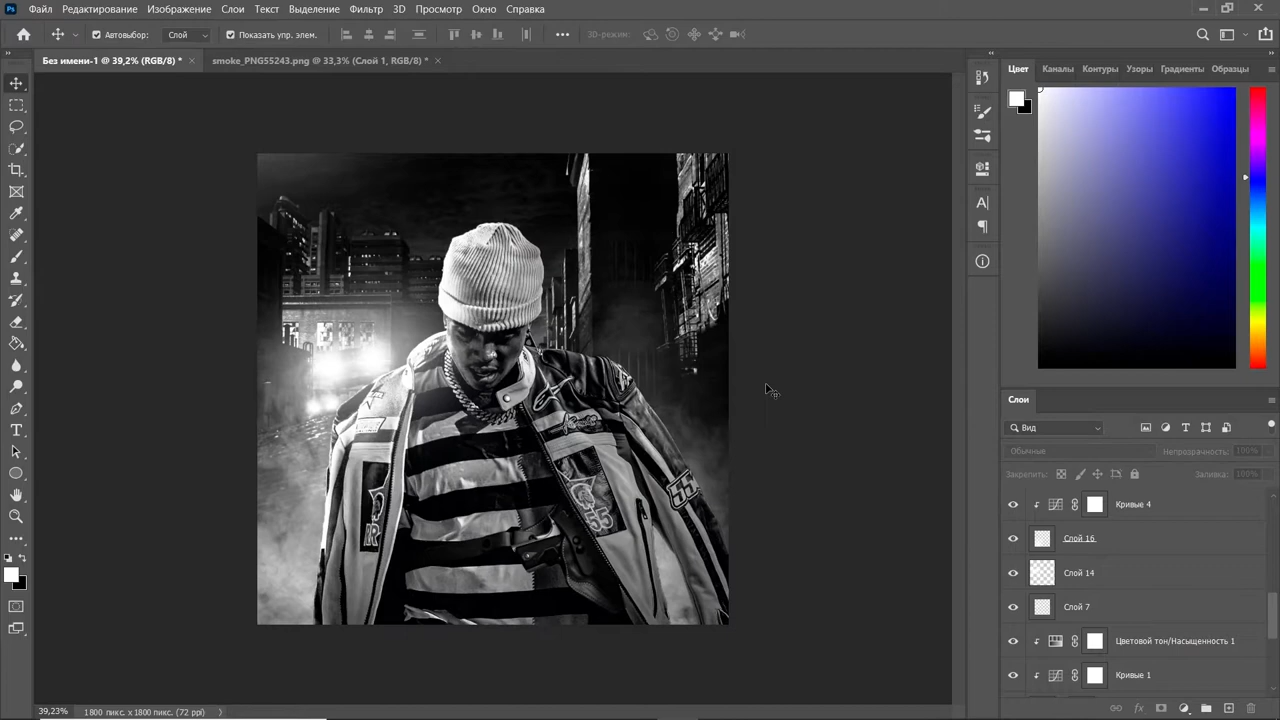 Ps Файл Редактирование Изображение Слои Текст Выделение Фильтр 3D Просмотр Окно Справка
Автовыбор: Слой Показать упр. элем. 3D-режим:
Без имени-1 @ 39,2% (RGB/8) * smoke_PNG55243.png @ 33,3% (Слой 1, RGB/8) *
Цвет Каналы Контуры Узоры Градиенты Образцы
55
55
Слои
Вид
Обычные Непрозрачность: 100%
Закрепить: Заливка: 100%
Кривые 4
Слой 16
Слой 14
Слой 7
Цветовой тон/Насыщенность 1
Кривые 1
39,23% 1800 пикс. x 1800 пикс. (72 ppi)